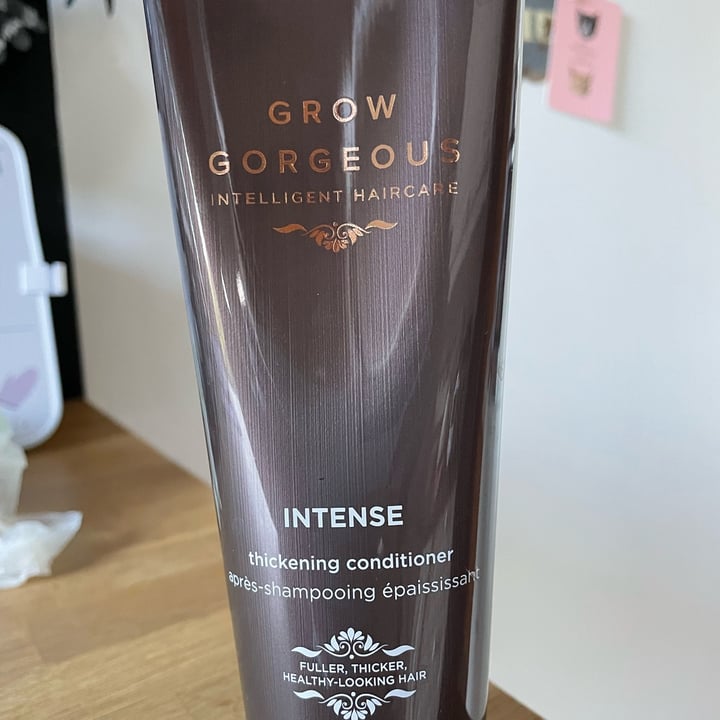 GROW
GORGEOUS
INTELLIGENT HAIRCARE
INTENSE
thickening conditioner
après-shampooing épaississant
FULLER, THICKER,
HEALTHY-LOOKING HAIR